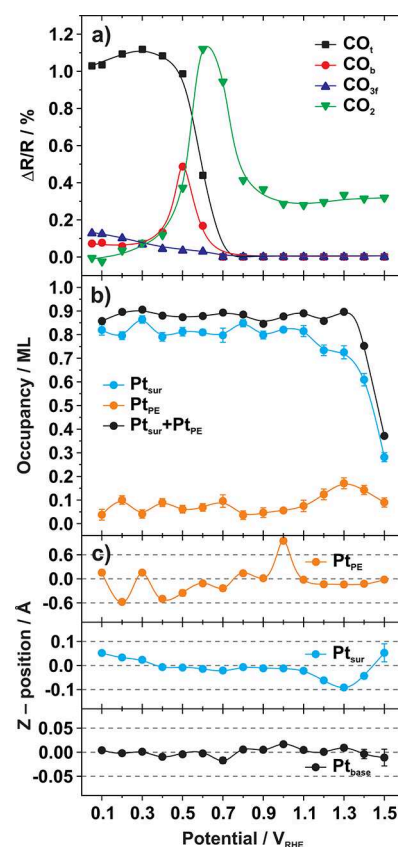 a)
CO_t
CO_b
CO_3f
CO_2
ΔR/R / %
1.2
1.0
0.8
0.6
0.4
0.2
0.0
b)
Pt_sur
Pt_PE
Pt_sur+Pt_PE
Occupancy / ML
1.0
0.9
0.8
0.7
0.6
0.5
0.4
0.3
0.2
0.1
0.0
c)
Pt_PE
0.6
0.0
-0.6
Z – position / Å
Pt_sur
0.1
0.0
-0.1
0.05
0.00
-0.05
Pt_base
0.1 0.3 0.5 0.7 0.9 1.1 1.3 1.5
Potential / V_RHE